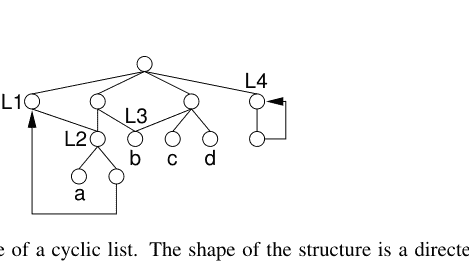 L4
L1
L3
L2
b c d
a
e of a cyclic list. The shape of the structure is a directe